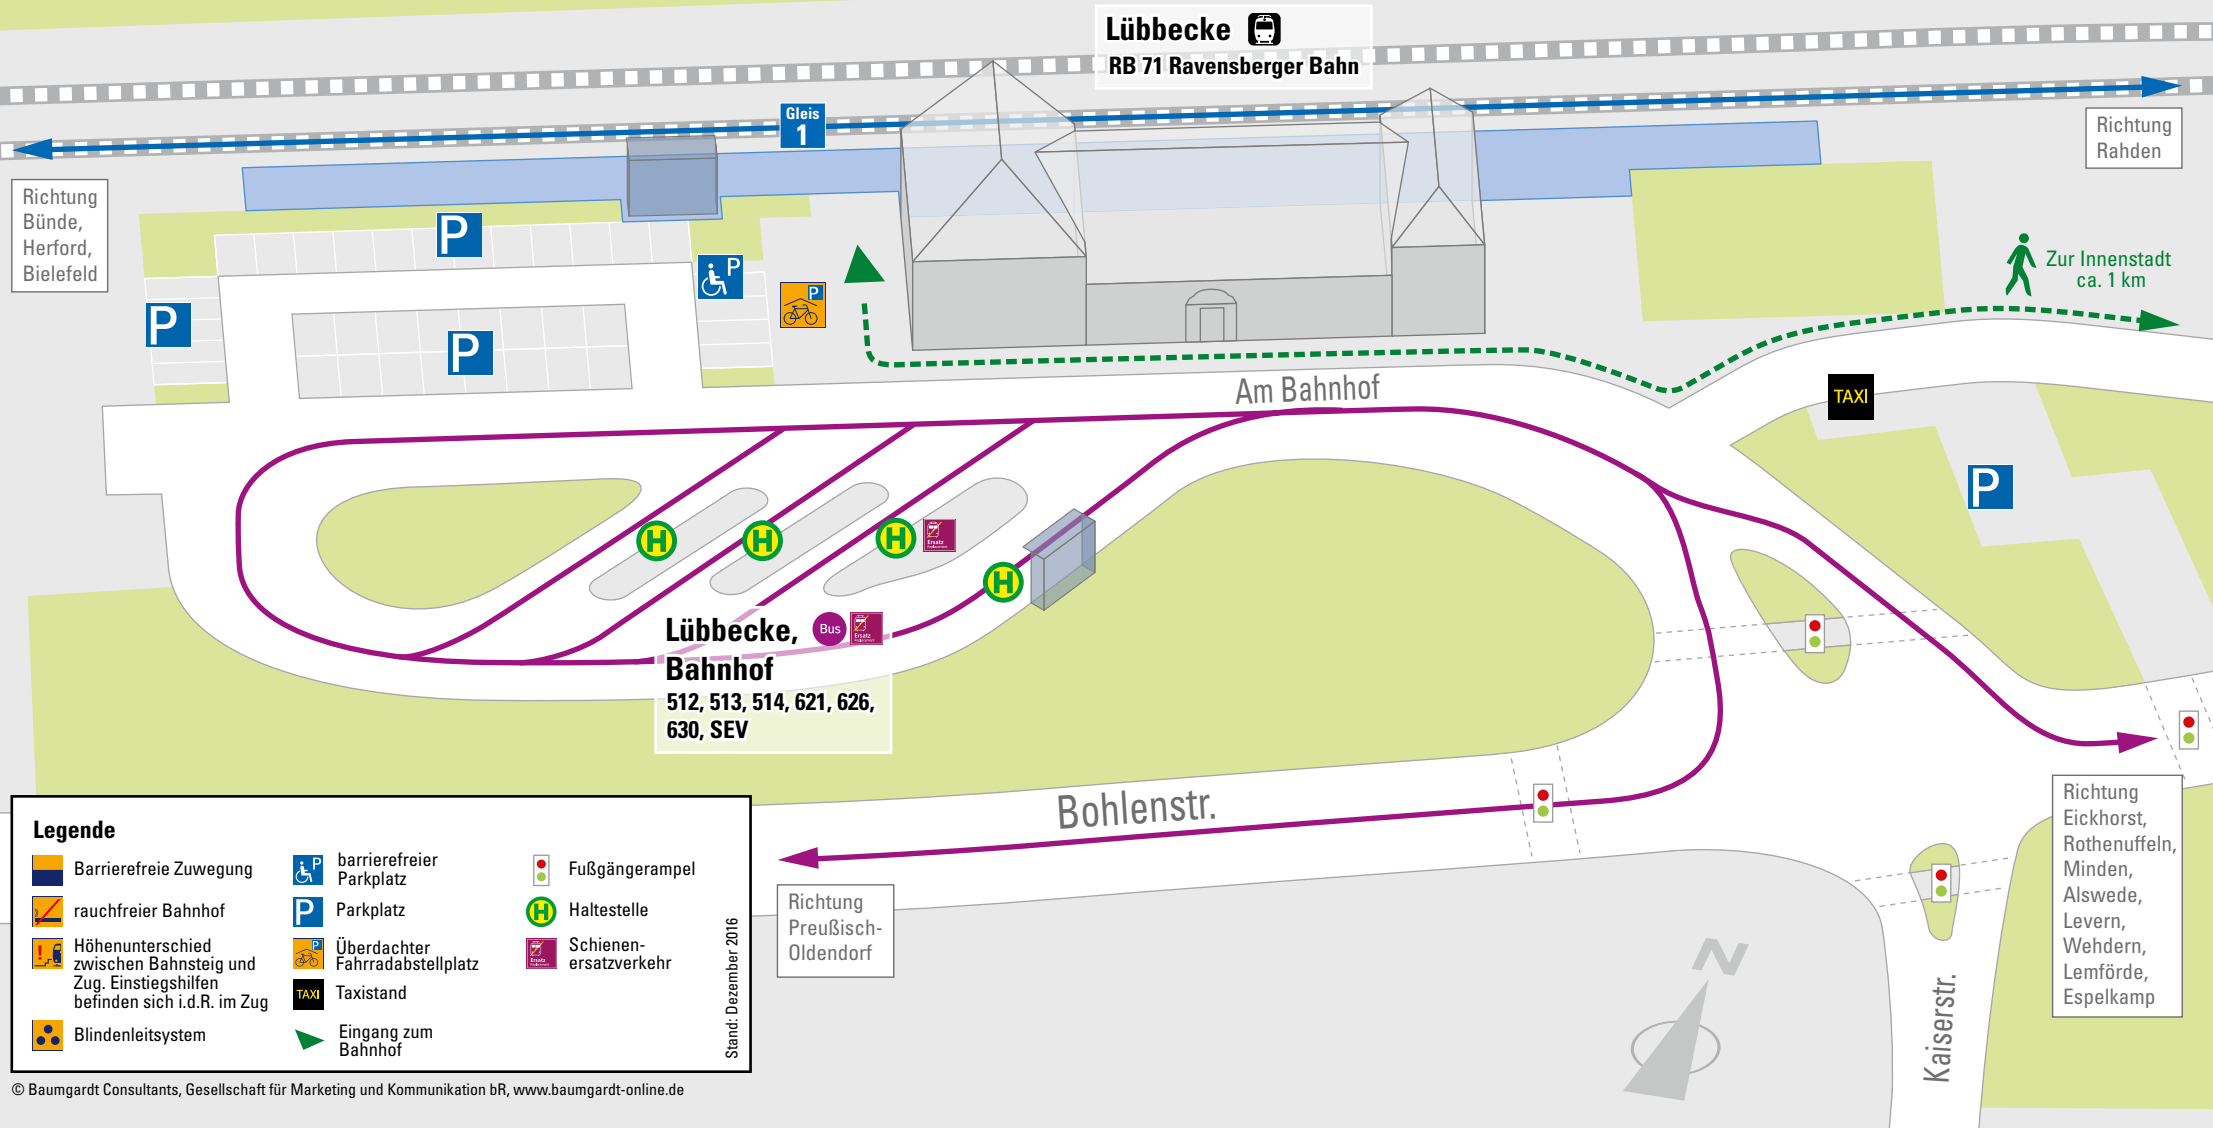 Lübbecke
RB 71 Ravensberger Bahn
Gleis
1
Richtung
Rahden
Richtung
Bünde,
Herford,
Bielefeld
P
P
P
P
P
Zur Innenstadt
ca. 1 km
Am Bahnhof
TAXI
P
H
H
H
Ersatz
H
Lübbecke,
Bus
Ersatz
Bahnhof
512, 513, 514, 621, 626,
630, SEV
Bohlenstr.
Richtung
Preußisch-
Oldendorf
Richtung
Eickhorst,
Rothenuffeln,
Minden,
Alswede,
Levern,
Wehdern,
Lemförde,
Espelkamp
Kaiserstr.
N
Legende
Barrierefreie Zuwegung
rauchfreier Bahnhof
Höhenunterschied
zwischen Bahnsteig und
Zug. Einstiegshilfen
befinden sich i.d.R. im Zug
Blindenleitsystem
P
barrierefreier
Parkplatz
P
Parkplatz
P
Überdachter
Fahrradabstellplatz
TAXI
Taxistand
Eingang zum
Bahnhof
Fußgängerampel
H
Haltestelle
Ersatz
Schienen-
ersatzverkehr
Stand: Dezember 2016
© Baumgardt Consultants, Gesellschaft für Marketing und Kommunikation bR, www.baumgardt-online.de